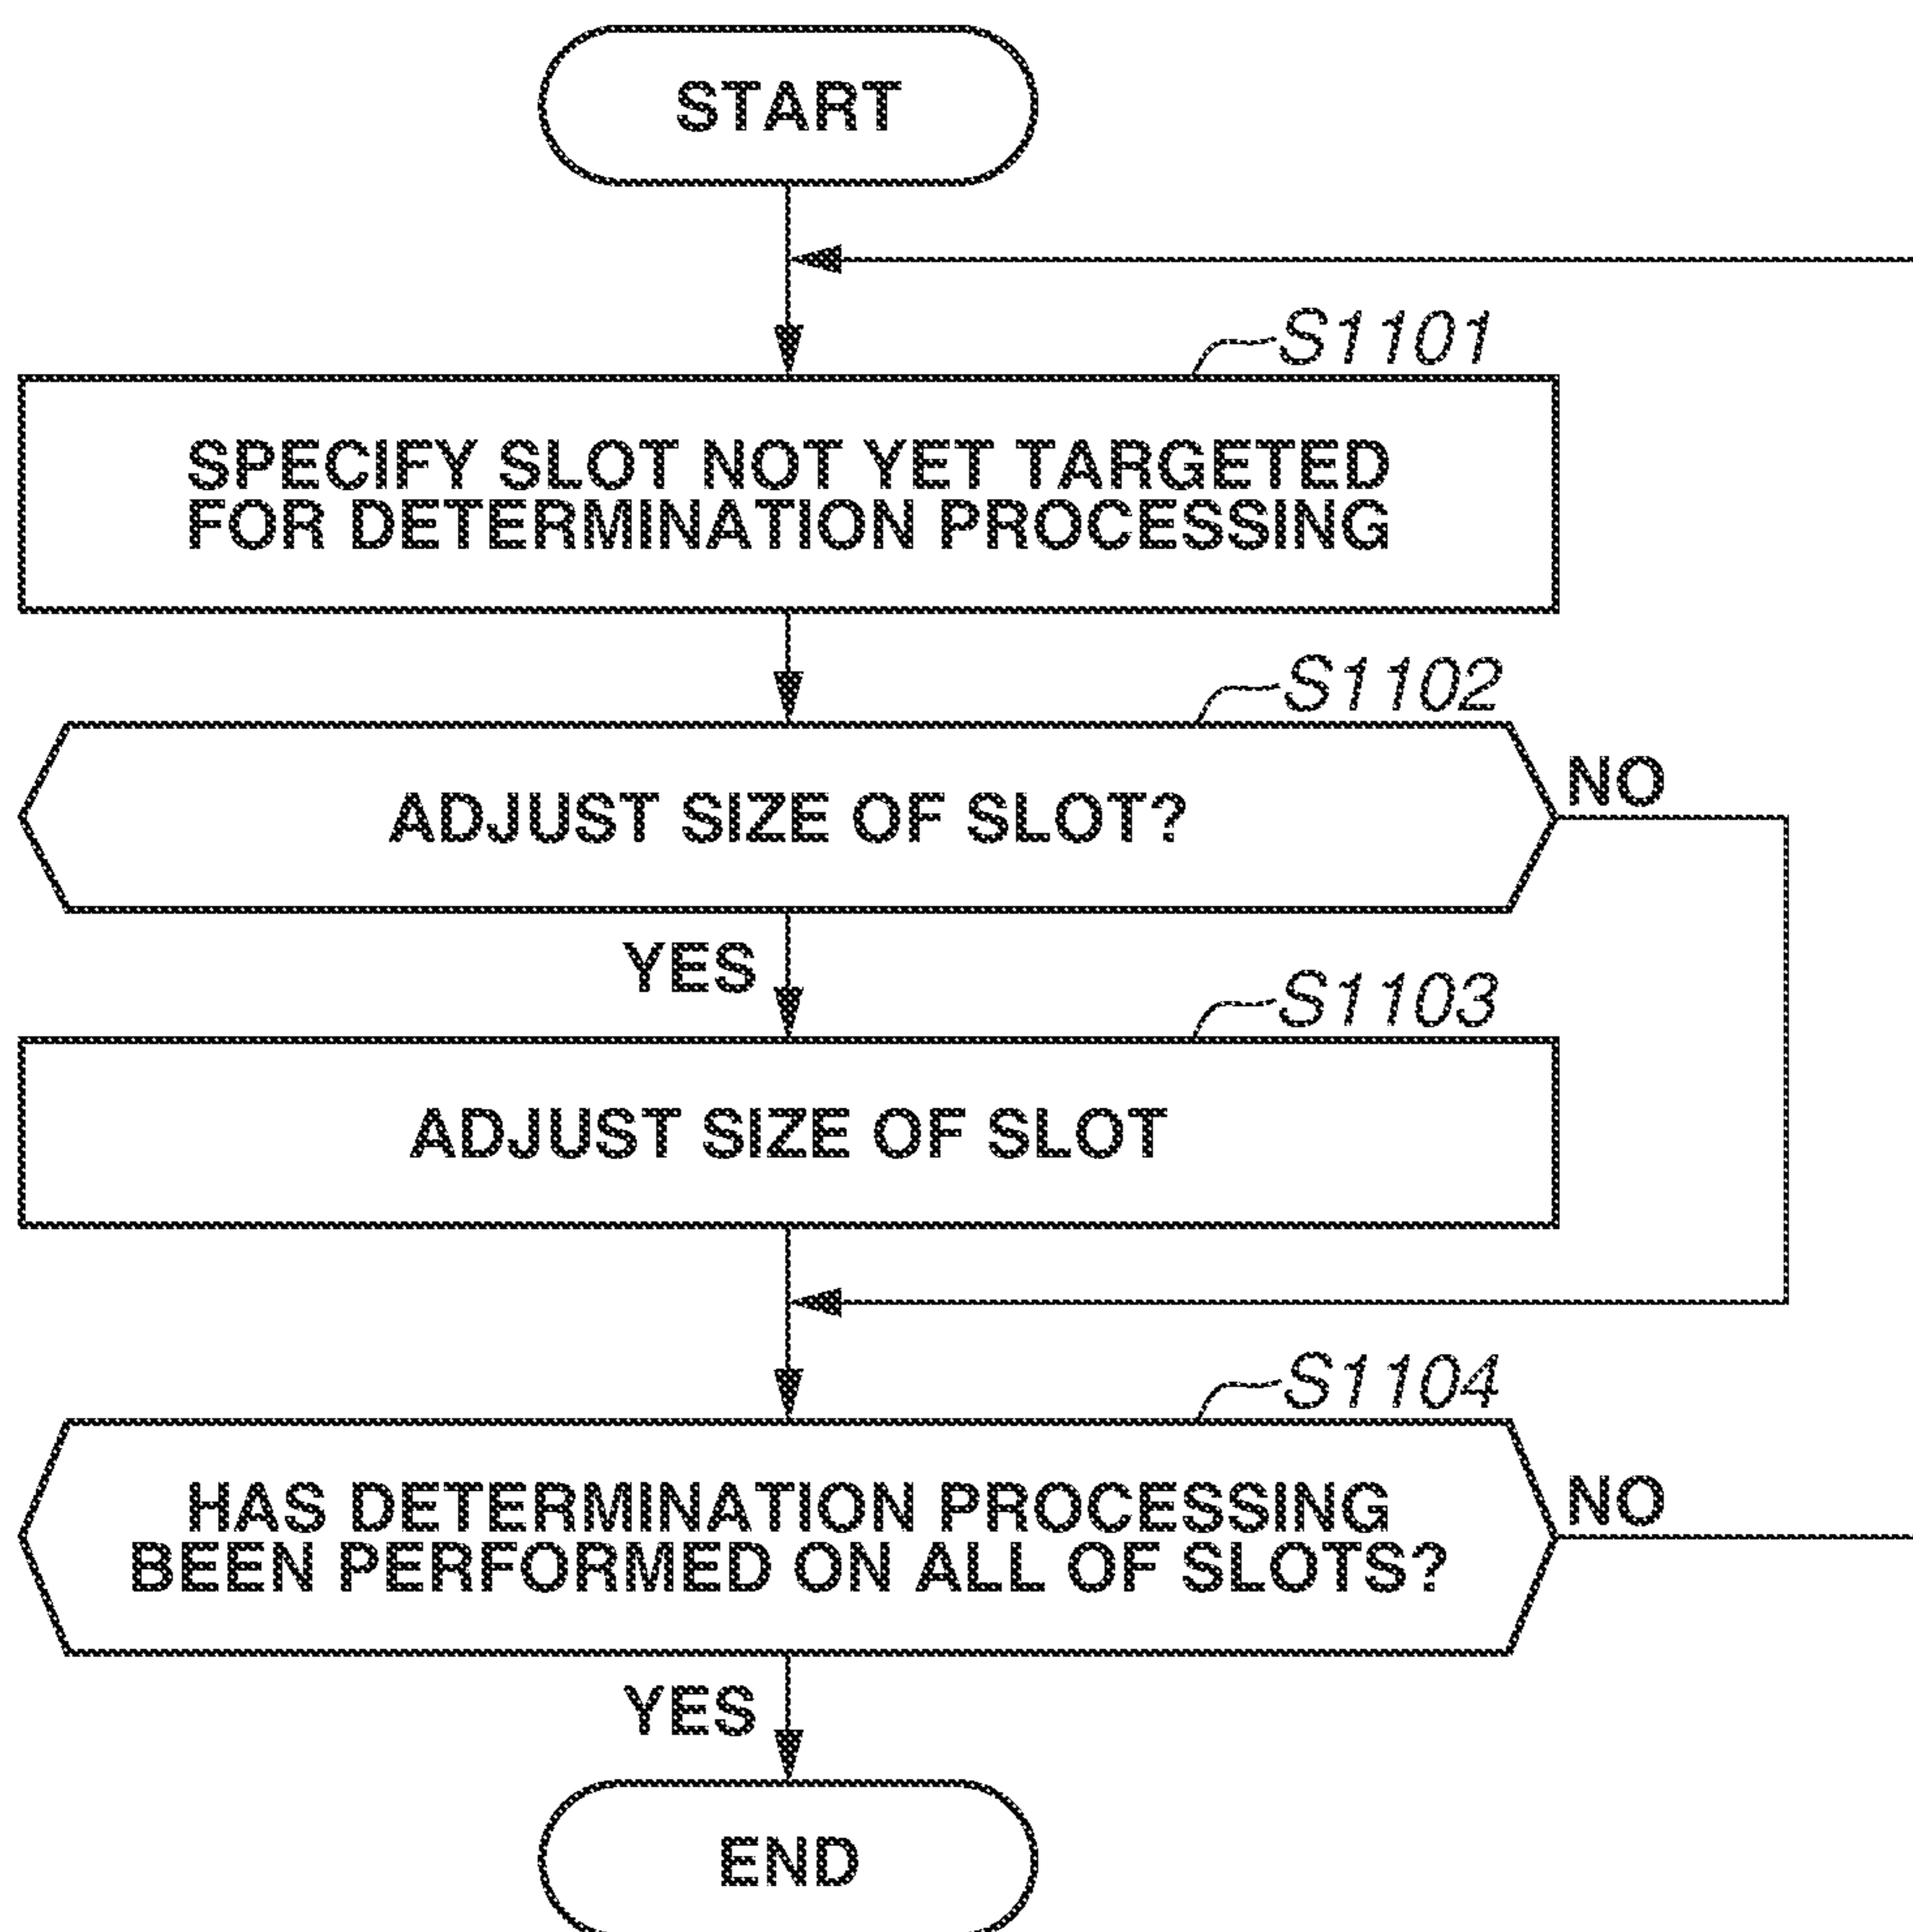 START
S1101
SPECIFY SLOT NOT YET TARGETED
FOR DETERMINATION PROCESSING
S1102
ADJUST SIZE OF SLOT?
NO
YES
S1103
ADJUST SIZE OF SLOT
S1104
HAS DETERMINATION PROCESSING
BEEN PERFORMED ON ALL OF SLOTS?
NO
YES
END